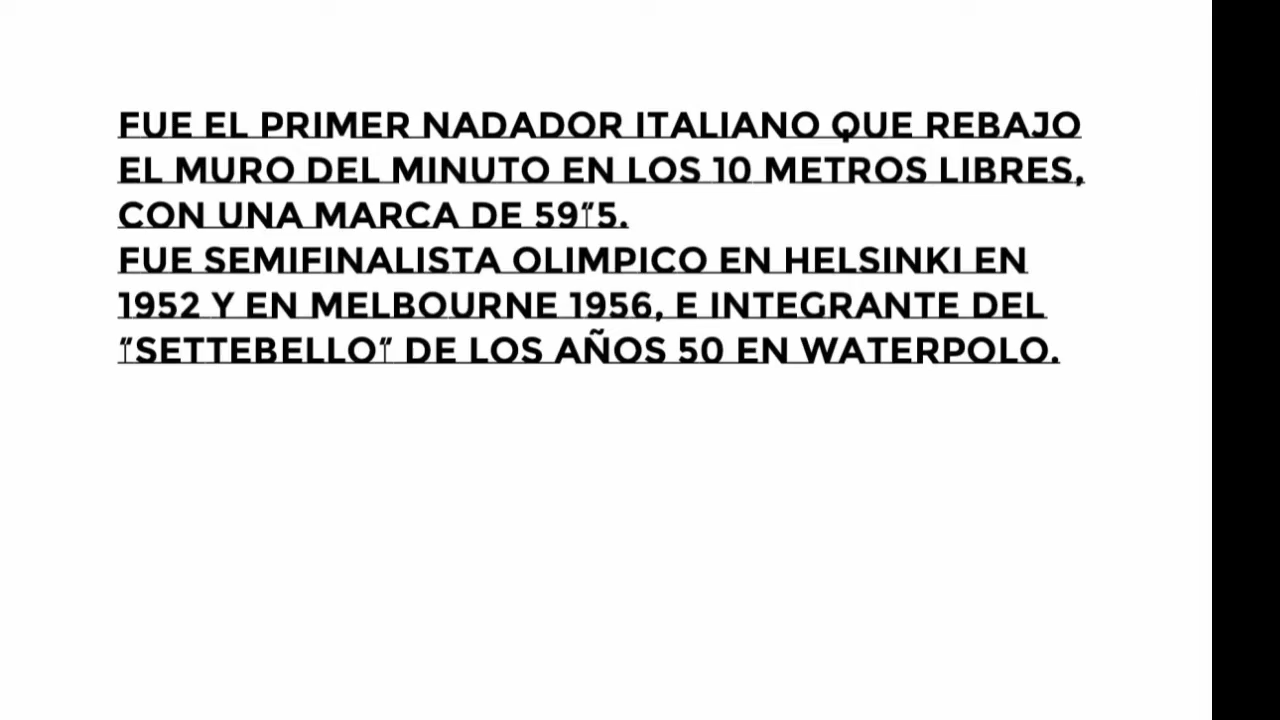 FUE EL PRIMER NADADOR ITALIANO QUE REBAJO
EL MURO DEL MINUTO EN LOS 10 METROS LIBRES,
CON UNA MARCA DE 59"5.
FUE SEMIFINALISTA OLIMPICO EN HELSINKI EN
1952 Y EN MELBOURNE 1956, E INTEGRANTE DEL
"SETTEBELLO" DE LOS AÑOS 50 EN WATERPOLO.